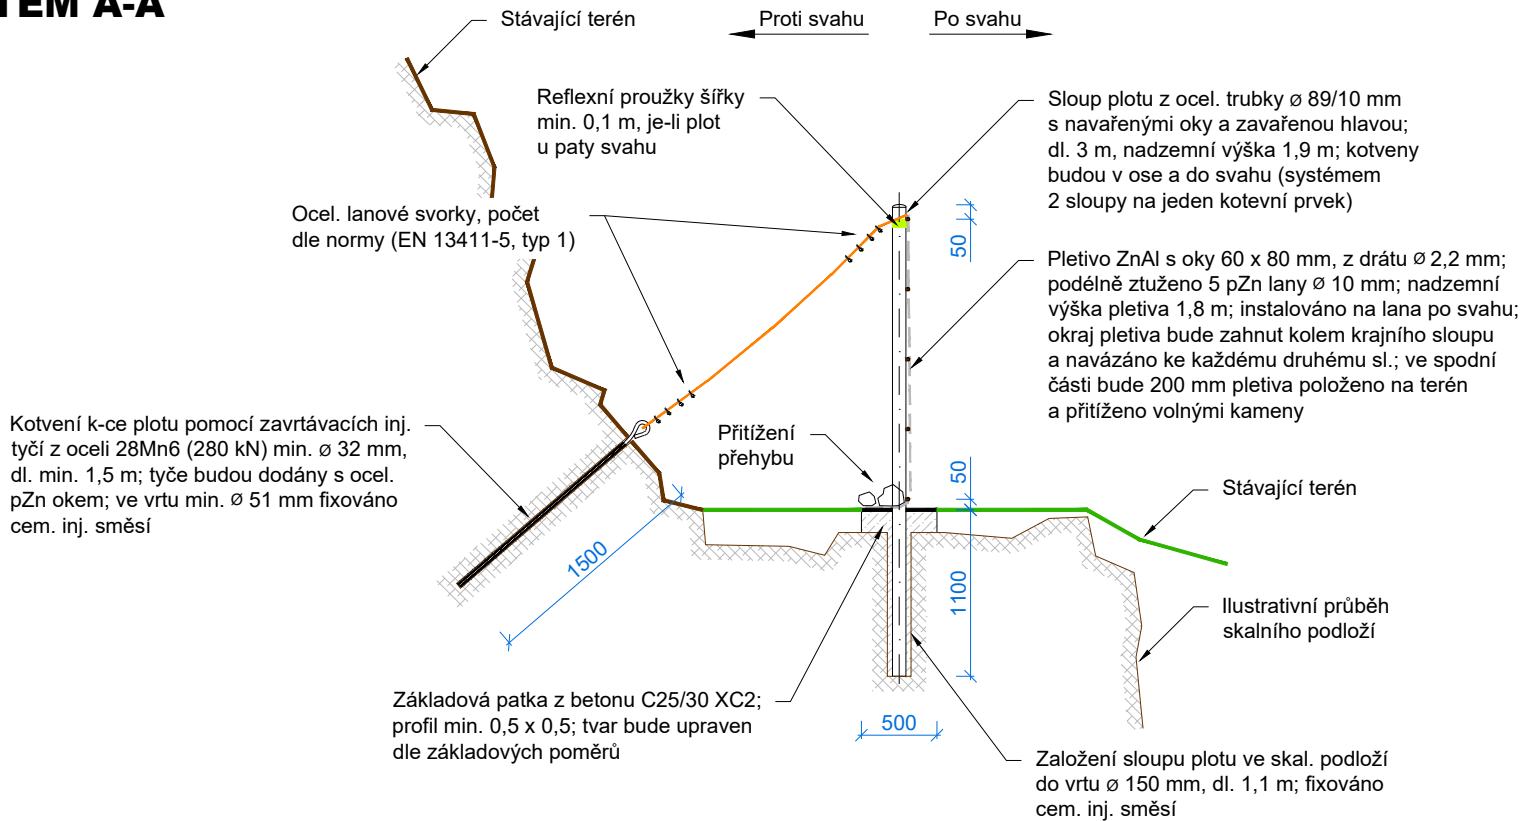 TEM A-A
Stávající terén
Proti svahu
Po svahu
Reflexní proužky šířky
min. 0,1 m, je-li plot
u paty svahu
Sloup plotu z ocel. trubky ø 89/10 mm
s navařenými oky a zavařenou hlavou;
dl. 3 m, nadzemní výška 1,9 m; kotveny
budou v ose a do svahu (systémem
2 sloupy na jeden kotevní prvek)
Ocel. lanové svorky, počet
dle normy (EN 13411-5, typ 1)
50
Pletivo ZnAl s oky 60 x 80 mm, z drátu ø 2,2 mm;
podélně ztuženo 5 pZn lany ø 10 mm; nadzemní
výška pletiva 1,8 m; instalováno na lana po svahu;
okraj pletiva bude zahnut kolem krajního sloupu
a navázáno ke každému druhému sl.; ve spodní
části bude 200 mm pletiva položeno na terén
a přitíženo volnými kameny
Kotvení k-ce plotu pomocí zavrtávacích inj.
tyčí z oceli 28Mn6 (280 kN) min. ø 32 mm,
dl. min. 1,5 m; tyče budou dodány s ocel.
pZn okem; ve vrtu min. ø 51 mm fixováno
cem. inj. směsí
Přitížení
přehybu
50
Stávající terén
1500
1100
Ilustrativní průběh
skalního podloží
Základová patka z betonu C25/30 XC2;
profil min. 0,5 x 0,5; tvar bude upraven
dle základových poměrů
500
Založení sloupu plotu ve skal. podloží
do vrtu ø 150 mm, dl. 1,1 m; fixováno
cem. inj. směsí